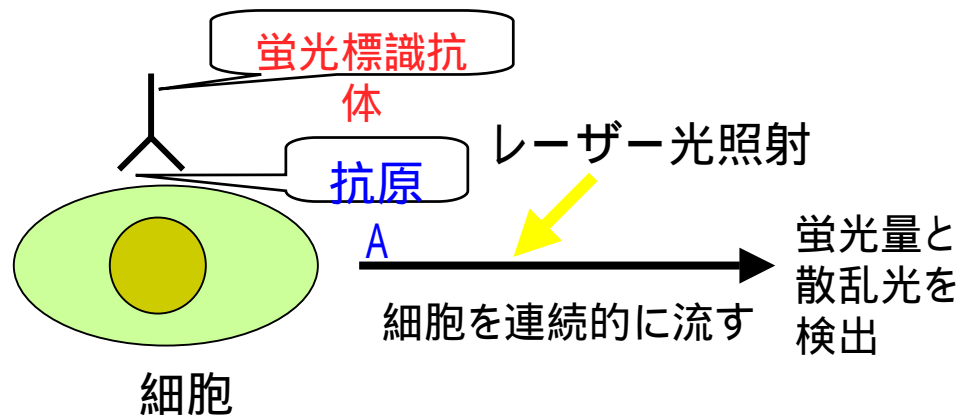 蛍光標識抗
体
抗原
A
レーザー光照射
細胞を連続的に流す
蛍光量と
散乱光を
検出
細胞